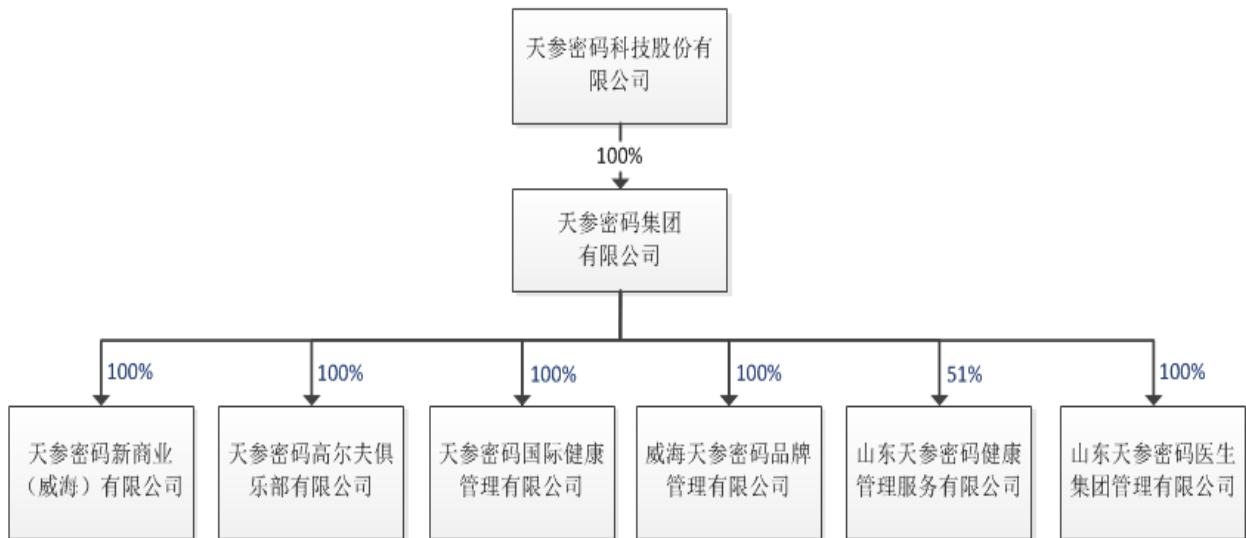 天参密码科技股份有
限公司
100%
天参密码集团
有限公司
100%
100%
100%
100%
51%
100%
天参密码新商业
（威海）有限公司
天参密码高尔夫俱
乐部有限公司
天参密码国际健康
管理有限公司
威海天参密码品牌
管理有限公司
山东天参密码健康
管理服务有限公司
山东天参密码医生
集团管理有限公司